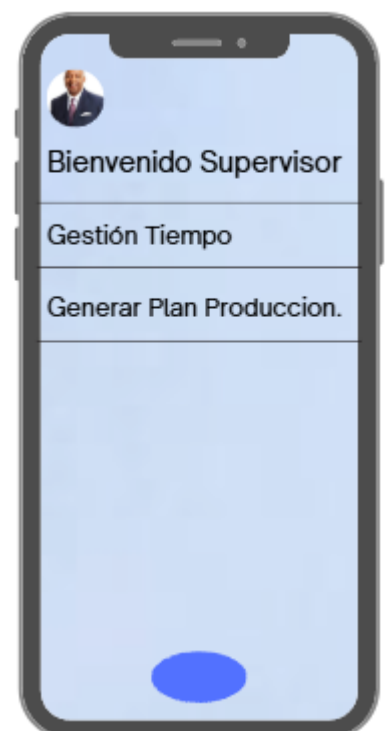 Bienvenido Supervisor
Gestión Tiempo
Generar Plan Produccion.